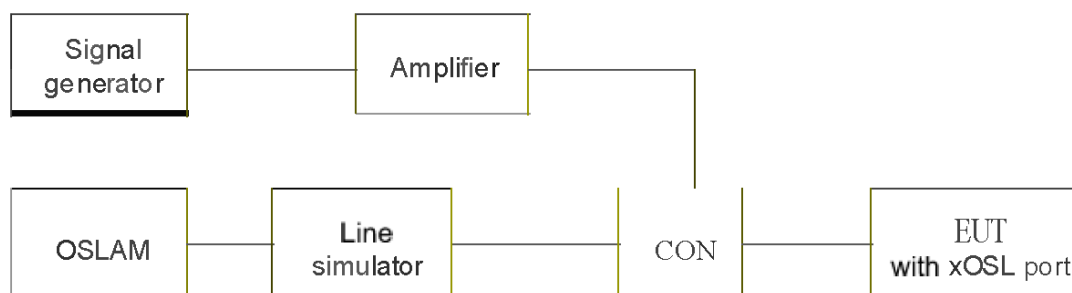 Signal
generator
Amplifier
OSLAM
Line
simulator
CON
EUT
with xOSL port